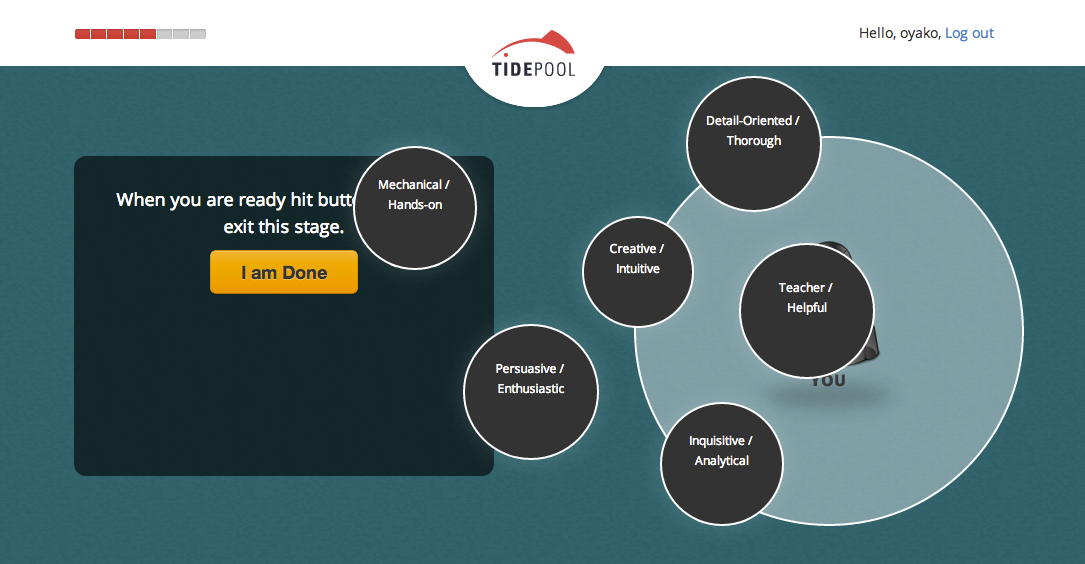 Hello, oyako, Log out
TIDEPOOL
Detail-Oriented /
Thorough
Mechanical /
Hands-on
When you are ready hit butt
exit this stage.
I am Done
Creative /
Intuitive
Teacher /
Helpful
Persuasive /
Enthusiastic
YOU
Inquisitive /
Analytical